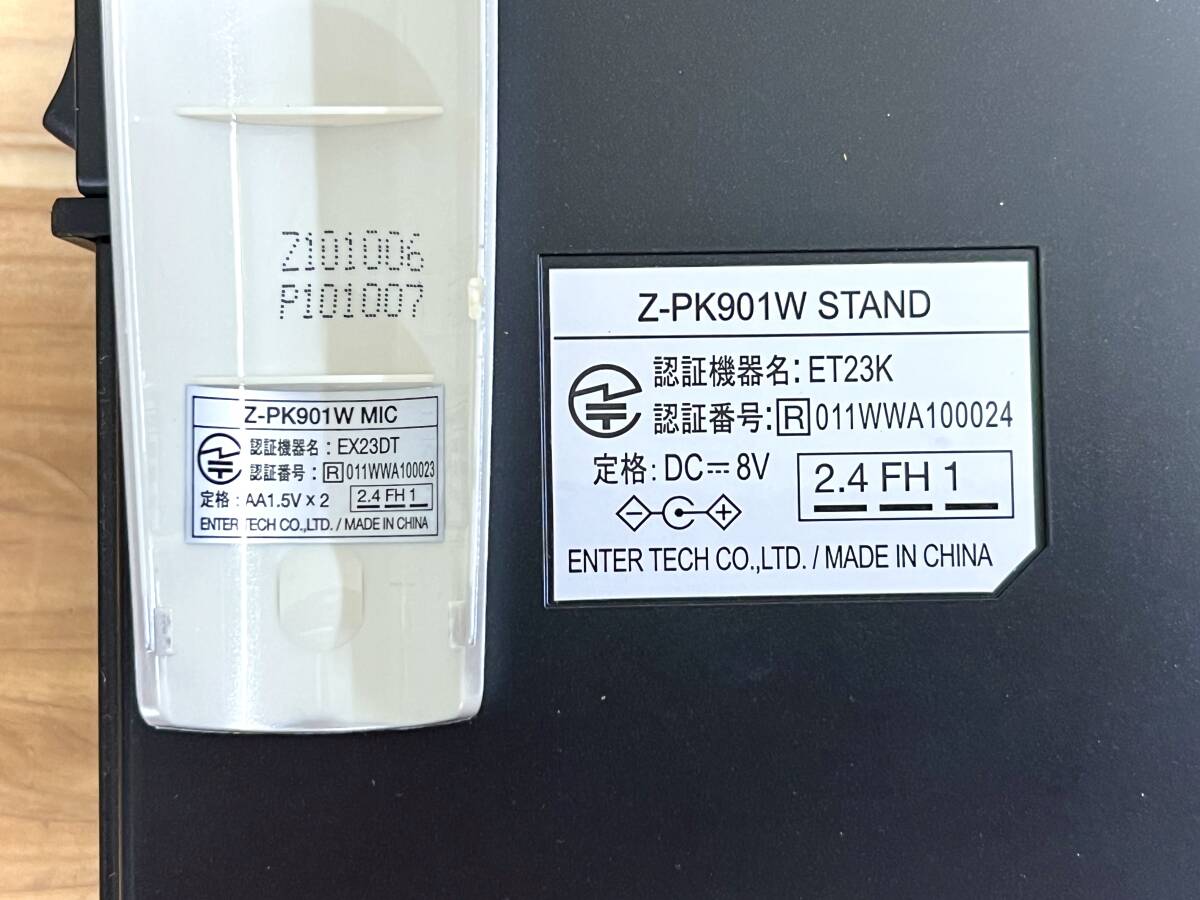 Z101006
P101007
Z-PK901W MIC
認証機器名: EX23DT
認証番号: R 011WWA100023
定格: AA1.5V x 2
2.4 FH 1
ENTER TECH CO.,LTD. / MADE IN CHINA
Z-PK901W STAND
認証機器名: ET23K
認証番号: R 011WWA100024
定格: DC⎓8V
2.4 FH 1
ENTER TECH CO.,LTD. / MADE IN CHINA